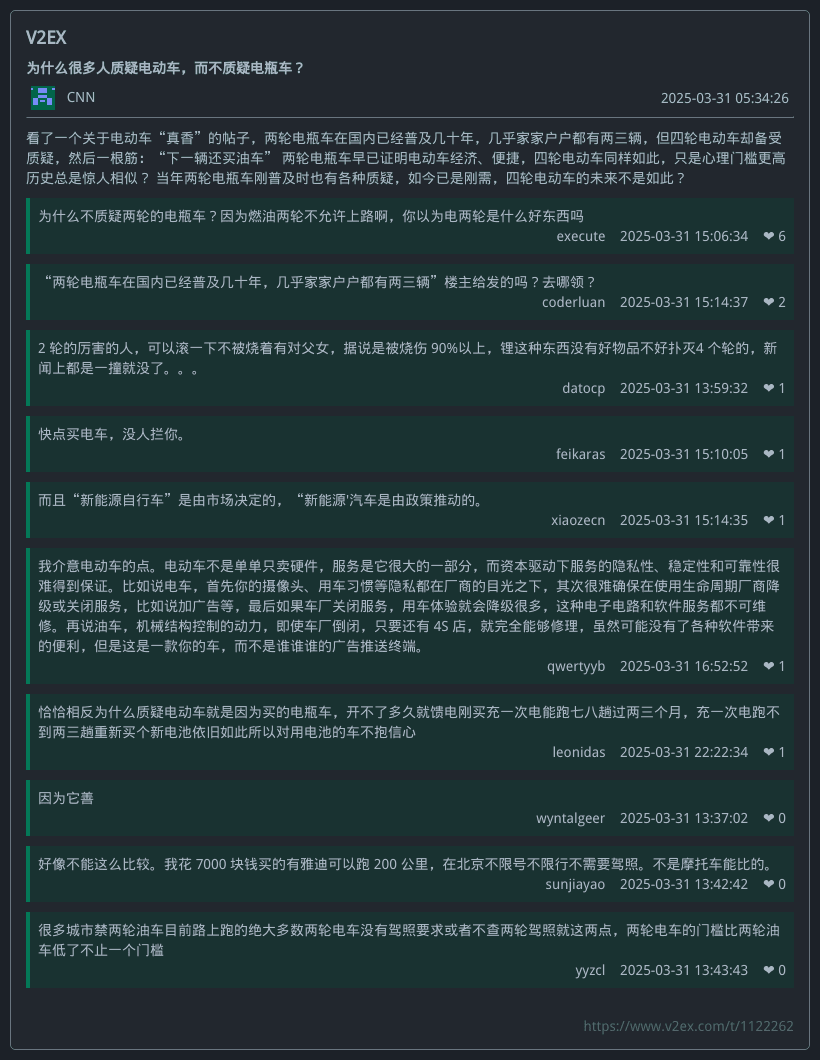 V2EX
为什么很多人质疑电动车，而不质疑电瓶车？
CNN
2025-03-31 05:34:26
看了一个关于电动车“真香”的帖子，两轮电瓶车在国内已经普及几十年，几乎家家户户都有两三辆，但四轮电动车却备受
质疑，然后一根筋：“下一辆还买油车” 两轮电瓶车早已证明电动车经济、便捷，四轮电动车同样如此，只是心理门槛更高
历史总是惊人相似？当年两轮电瓶车刚普及时也有各种质疑，如今已是刚需，四轮电动车的未来不是如此？
为什么不质疑两轮的电瓶车？因为燃油两轮不允许上路啊，你以为电两轮是什么好东西吗
execute 2025-03-31 15:06:34 ❤ 6
“两轮电瓶车在国内已经普及几十年，几乎家家户户都有两三辆”楼主给发的吗？去哪领？
coderluan 2025-03-31 15:14:37 ❤ 2
2 轮的厉害的人，可以滚一下不被烧着有对父女，据说是被烧伤 90%以上，锂这种东西没有好物品不好扑灭4 个轮的，新
闻上都是一撞就没了。。。
datocp 2025-03-31 13:59:32 ❤ 1
快点买电车，没人拦你。
feikaras 2025-03-31 15:10:05 ❤ 1
而且“新能源自行车”是由市场决定的，“新能源'汽车是由政策推动的。
xiaozecn 2025-03-31 15:14:35 ❤ 1
我介意电动车的点。电动车不是单单只卖硬件，服务是它很大的一部分，而资本驱动下服务的隐私性、稳定性和可靠性很
难得到保证。比如说电车，首先你的摄像头、用车习惯等隐私都在厂商的目光之下，其次很难确保在使用生命周期厂商降
级或关闭服务，比如说加广告等，最后如果车厂关闭服务，用车体验就会降级很多，这种电子电路和软件服务都不可维
修。再说油车，机械结构控制的动力，即使车厂倒闭，只要还有 4S 店，就完全能够修理，虽然可能没有了各种软件带来
的便利，但是这是一款你的车，而不是谁谁谁的广告推送终端。
qwertyyb 2025-03-31 16:52:52 ❤ 1
恰恰相反为什么质疑电动车就是因为买的电瓶车，开不了多久就馈电刚买充一次电能跑七八趟过两三个月，充一次电跑不
到两三趟重新买个新电池依旧如此所以对用电池的车不抱信心
leonidas 2025-03-31 22:22:34 ❤ 1
因为它善
wyntalgeer 2025-03-31 13:37:02 ❤ 0
好像不能这么比较。我花 7000 块钱买的有雅迪可以跑 200 公里，在北京不限号不限行不需要驾照。不是摩托车能比的。
sunjiayao 2025-03-31 13:42:42 ❤ 0
很多城市禁两轮油车目前路上跑的绝大多数两轮电车没有驾照要求或者不查两轮驾照就这两点，两轮电车的门槛比两轮油
车低了不止一个门槛
yyzcl 2025-03-31 13:43:43 ❤ 0
https://www.v2ex.com/t/1122262